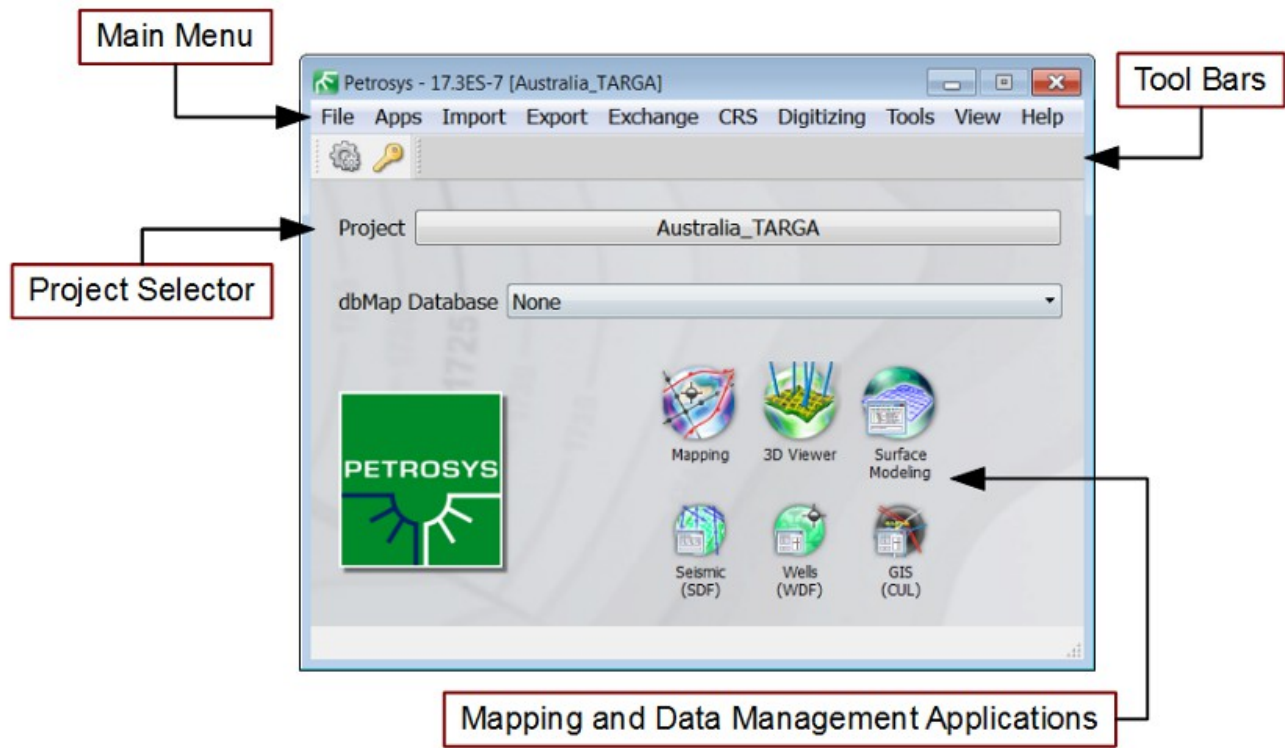 Main Menu
Tool Bars
Petrosys - 17.3ES-7 [Australia_TARGA]
File Apps Import Export Exchange CRS Digitizing Tools View Help
Project Australia_TARGA
Project Selector
dbMap Database None
1725
1728
PETROSYS
Mapping 3D Viewer Surface
Modeling
Seismic Wells GIS
(SDF) (WDF) (CUL)
Mapping and Data Management Applications